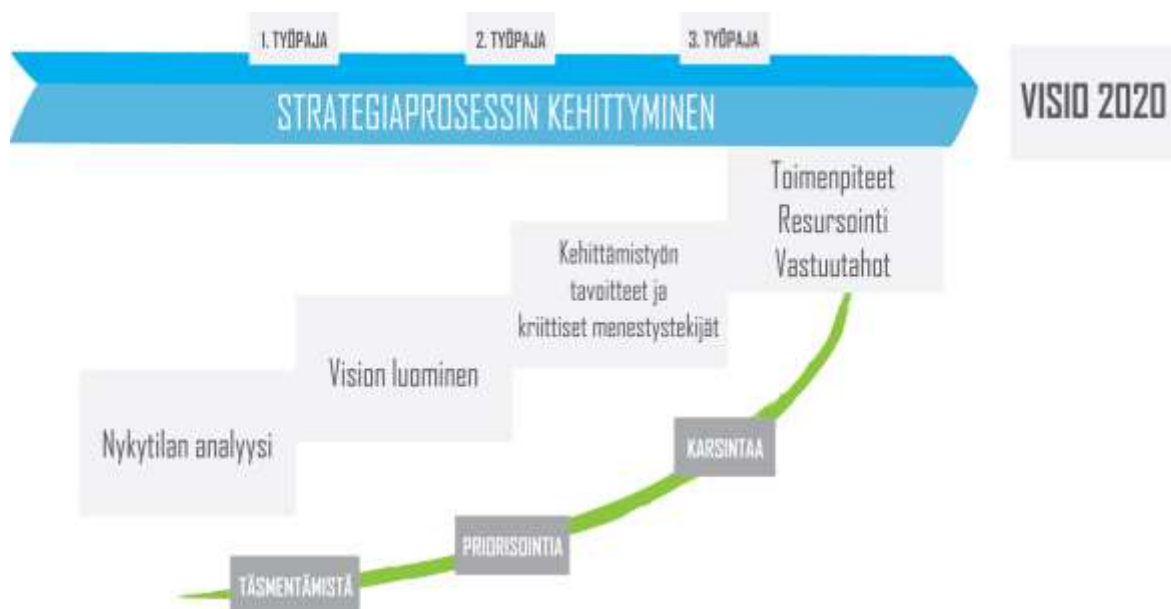 1. TYÖPAJA
2. TYÖPAJA
3. TYÖPAJA
STRATEGIAPROSESSIN KEHITTYMINEN
VISIO 2020
Toimenpiteet
Resursointi
Vastuutahot
Kehittämistyön
tavoitteet ja
kriittiset menestystekijät
Vision luominen
Nykytilan analyysi
KARSINTAA
PRIORISOINTIA
TÄSMENTÄMISTÄ